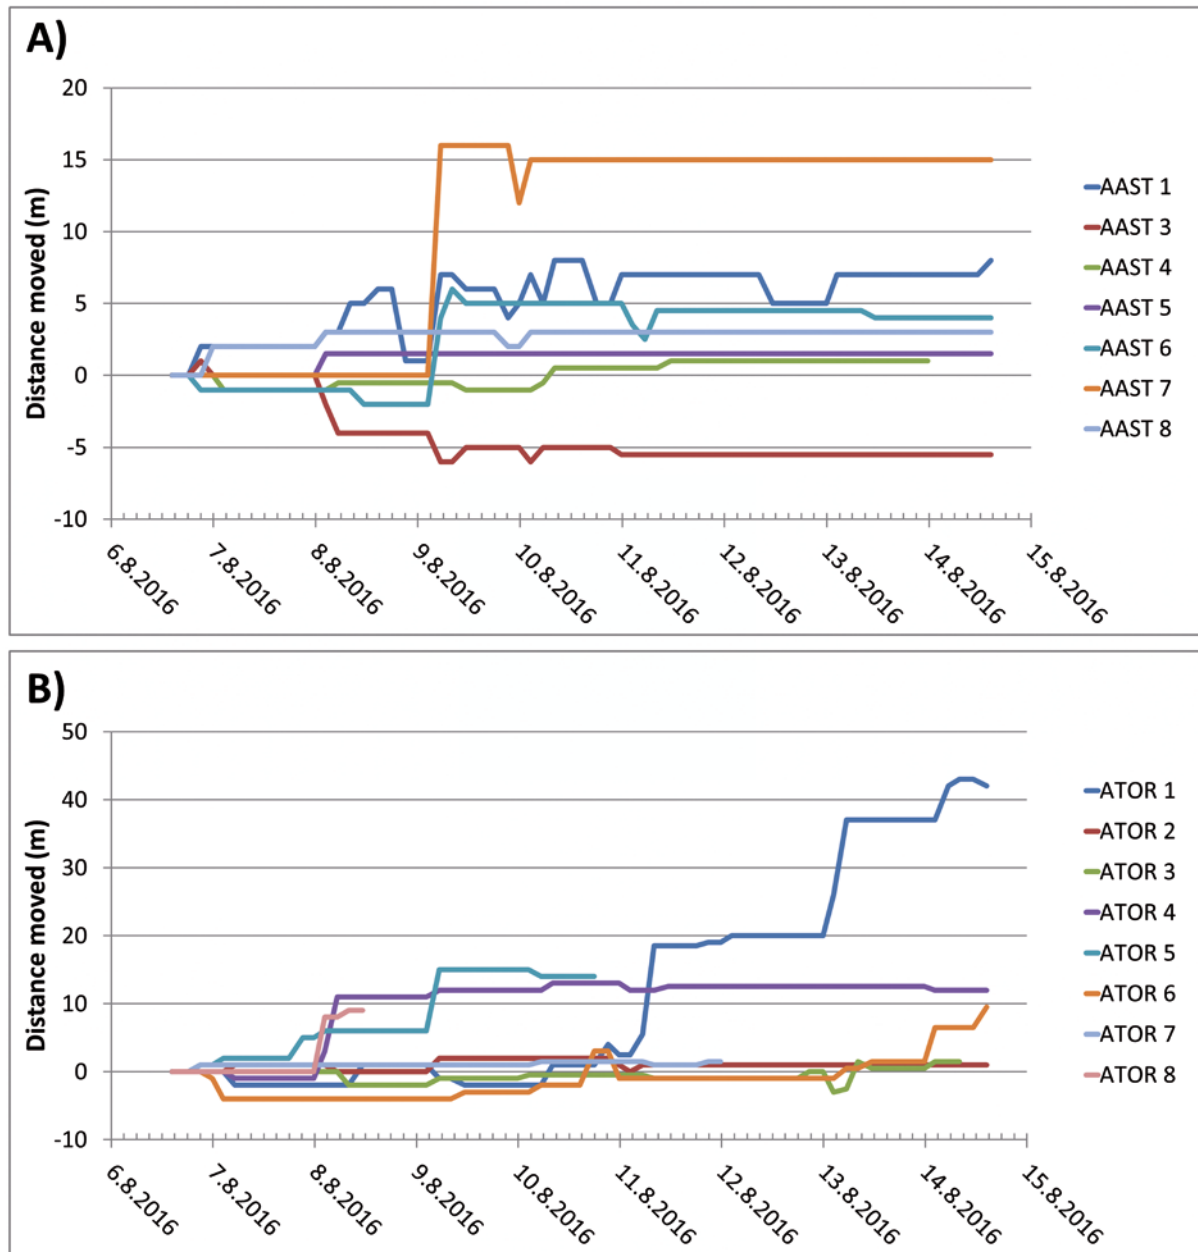 A)
Distance moved (m)
20
15
10
5
0
-5
-10
6.8.2016
7.8.2016
8.8.2016
9.8.2016
10.8.2016
11.8.2016
12.8.2016
13.8.2016
14.8.2016
15.8.2016
AAST 1
AAST 3
AAST 4
AAST 5
AAST 6
AAST 7
AAST 8
B)
Distance moved (m)
50
40
30
20
10
0
-10
6.8.2016
7.8.2016
8.8.2016
9.8.2016
10.8.2016
11.8.2016
12.8.2016
13.8.2016
14.8.2016
15.8.2016
ATOR 1
ATOR 2
ATOR 3
ATOR 4
ATOR 5
ATOR 6
ATOR 7
ATOR 8